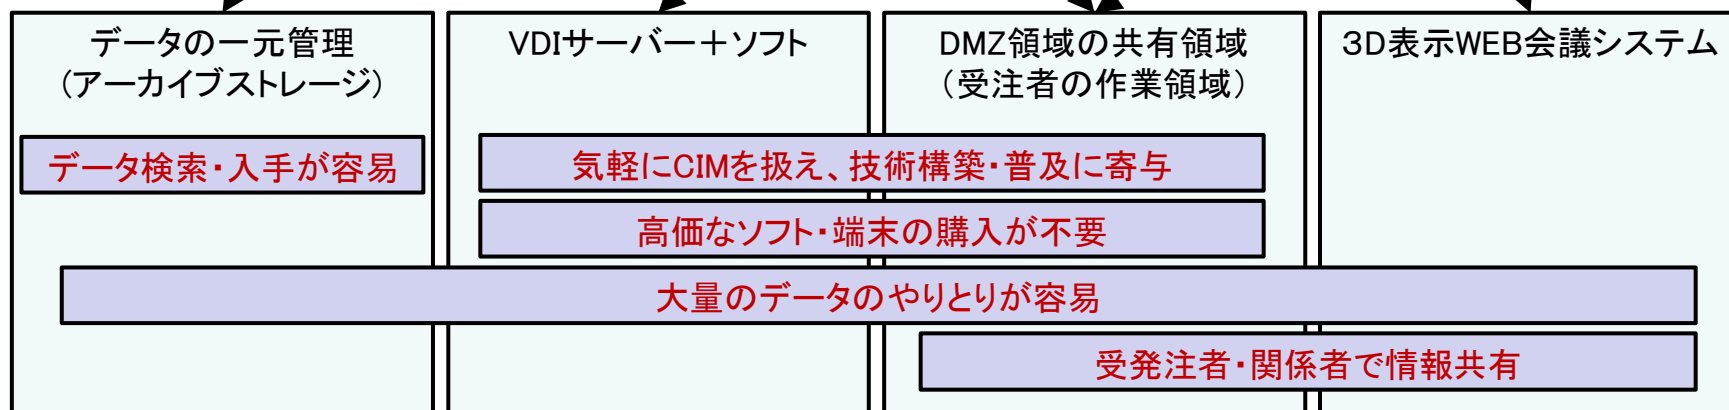 データの一元管理
(アーカイブストレージ)
VDIサーバー+ソフト
DMZ領域の共有領域
(受注者の作業領域)
3D表示WEB会議システム
データ検索・入手が容易
気軽にCIMを扱え、技術構築・普及に寄与
高価なソフト・端末の購入が不要
大量のデータのやりとりが容易
受発注者・関係者で情報共有